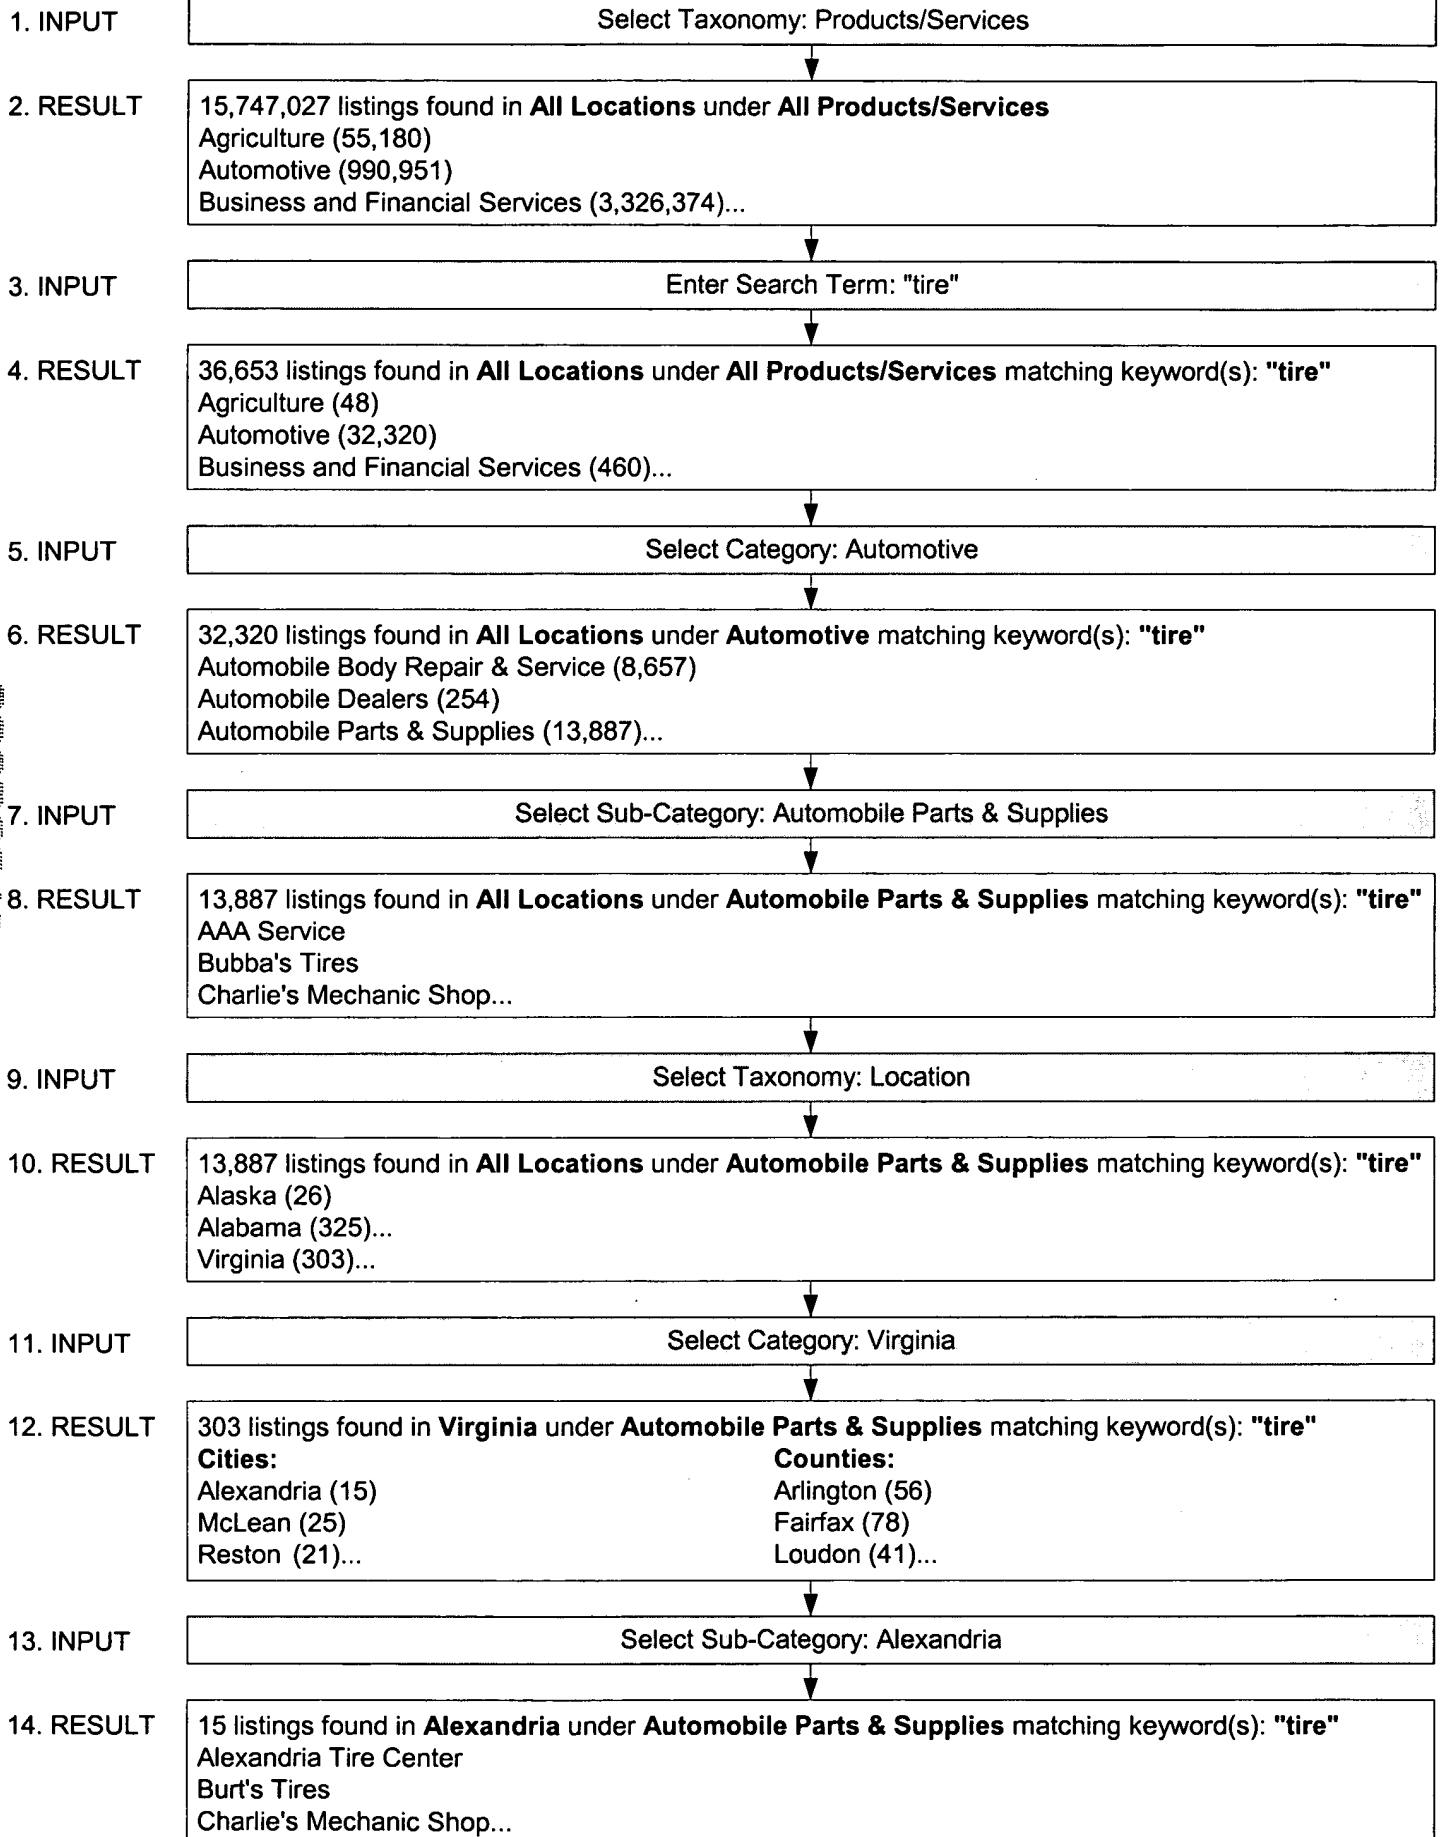 1. INPUT
Select Taxonomy: Products/Services
2. RESULT
15,747,027 listings found in All Locations under All Products/Services
Agriculture (55,180)
Automotive (990,951)
Business and Financial Services (3,326,374)...
3. INPUT
Enter Search Term: "tire"
4. RESULT
36,653 listings found in All Locations under All Products/Services matching keyword(s): "tire"
Agriculture (48)
Automotive (32,320)
Business and Financial Services (460)...
5. INPUT
Select Category: Automotive
6. RESULT
32,320 listings found in All Locations under Automotive matching keyword(s): "tire"
Automobile Body Repair & Service (8,657)
Automobile Dealers (254)
Automobile Parts & Supplies (13,887)...
7. INPUT
Select Sub-Category: Automobile Parts & Supplies
8. RESULT
13,887 listings found in All Locations under Automobile Parts & Supplies matching keyword(s): "tire"
AAA Service
Bubba's Tires
Charlie's Mechanic Shop...
9. INPUT
Select Taxonomy: Location
10. RESULT
13,887 listings found in All Locations under Automobile Parts & Supplies matching keyword(s): "tire"
Alaska (26)
Alabama (325)...
Virginia (303)...
11. INPUT
Select Category: Virginia
12. RESULT
303 listings found in Virginia under Automobile Parts & Supplies matching keyword(s): "tire"
Cities: Counties:
Alexandria (15) Arlington (56)
McLean (25) Fairfax (78)
Reston (21)... Loudon (41)...
13. INPUT
Select Sub-Category: Alexandria
14. RESULT
15 listings found in Alexandria under Automobile Parts & Supplies matching keyword(s): "tire"
Alexandria Tire Center
Burt's Tires
Charlie's Mechanic Shop...